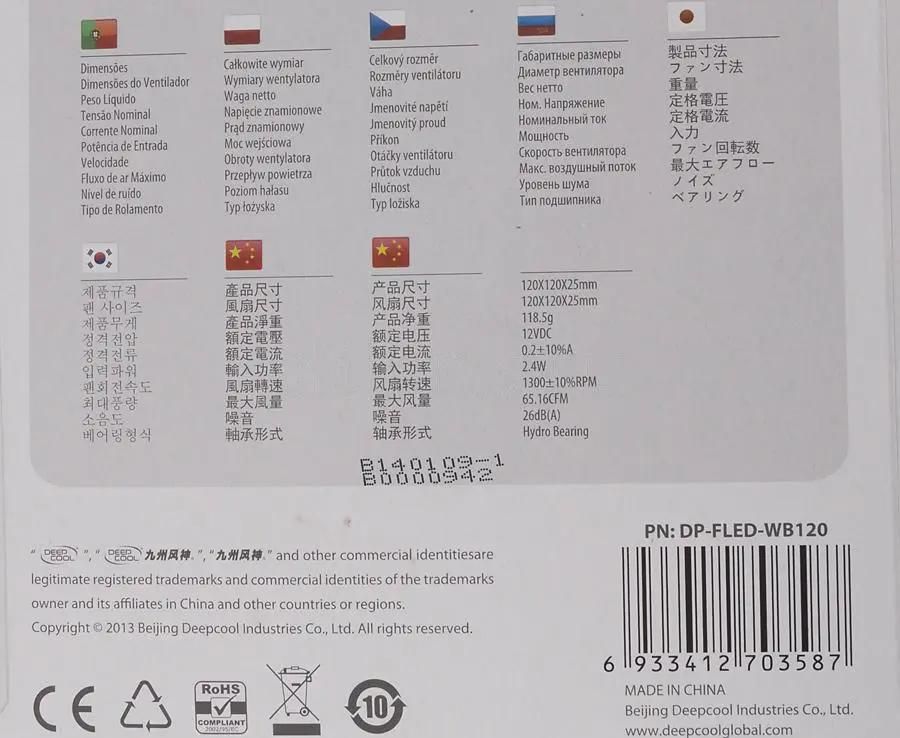 Dimensões
Dimensões do Ventilador
Peso Líquido
Tensão Nominal
Corrente Nominal
Potência de Entrada
Velocidade
Fluxo de ar Máximo
Nível de ruído
Tipo de Rolamento
Całkowite wymiar
Wymiary wentylatora
Waga netto
Napięcie znamionowe
Prąd znamionowy
Moc wejściowa
Obroty wentylatora
Przepływ powietrza
Poziom hałasu
Typ łożyska
Celkový rozměr
Rozměry ventilátoru
Váha
Jmenovité napětí
Jmenovitý proud
Příkon
Otáčky ventilátoru
Průtok vzduchu
Hlučnost
Typ ložiska
Габаритные размеры
Диаметр вентилятора
Вес нетто
Ном. Напряжение
Номинальный ток
Мощность
Скорость вентилятора
Макс. воздушный поток
Уровень шума
Тип подшипника
製品寸法
ファン寸法
重量
定格電圧
定格電流
入力
ファン回転数
最大エアフロー
ノイズ
ベアリング
제품규격
팬 사이즈
제품무게
정격전압
정격전류
입력파워
팬회전속도
최대풍량
소음도
베어링형식
產品尺寸
風扇尺寸
產品淨重
額定電壓
額定電流
輸入功率
風扇轉速
最大風量
噪音
軸承形式
产品尺寸
风扇尺寸
产品净重
额定电压
额定电流
输入功率
风扇转速
最大风量
噪音
轴承形式
120X120X25mm
120X120X25mm
118.5g
12VDC
0.2±10%A
2.4W
1300±10%RPM
65.16CFM
26dB(A)
Hydro Bearing
B140109-1
B0000942
“DEEPCOOL”, “DEEPCOOL 九州风神®”, “九州风神®” and other commercial identitiesare
legitimate registered trademarks and commercial identities of the trademarks
owner and its affiliates in China and other countries or regions.
Copyright © 2013 Beijing Deepcool Industries Co., Ltd. All rights reserved.
CE
RoHS
COMPLIANT
2002/95/EC
10
PN: DP-FLED-WB120
6 933412 703587
MADE IN CHINA
Beijing Deepcool Industries Co., Ltd.
www.deepcoolglobal.com